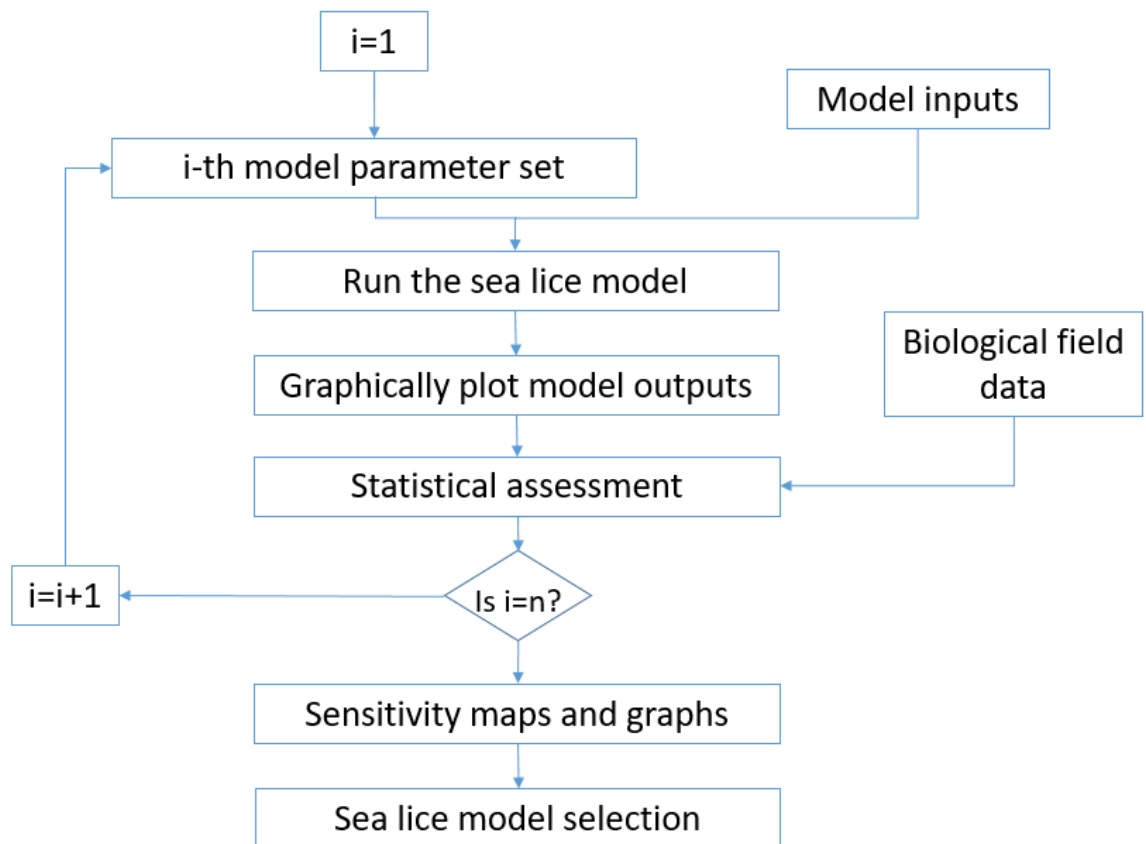 i=1
Model inputs
i-th model parameter set
Run the sea lice model
Biological field
data
Graphically plot model outputs
Statistical assessment
Is i=n?
i=i+1
Sensitivity maps and graphs
Sea lice model selection